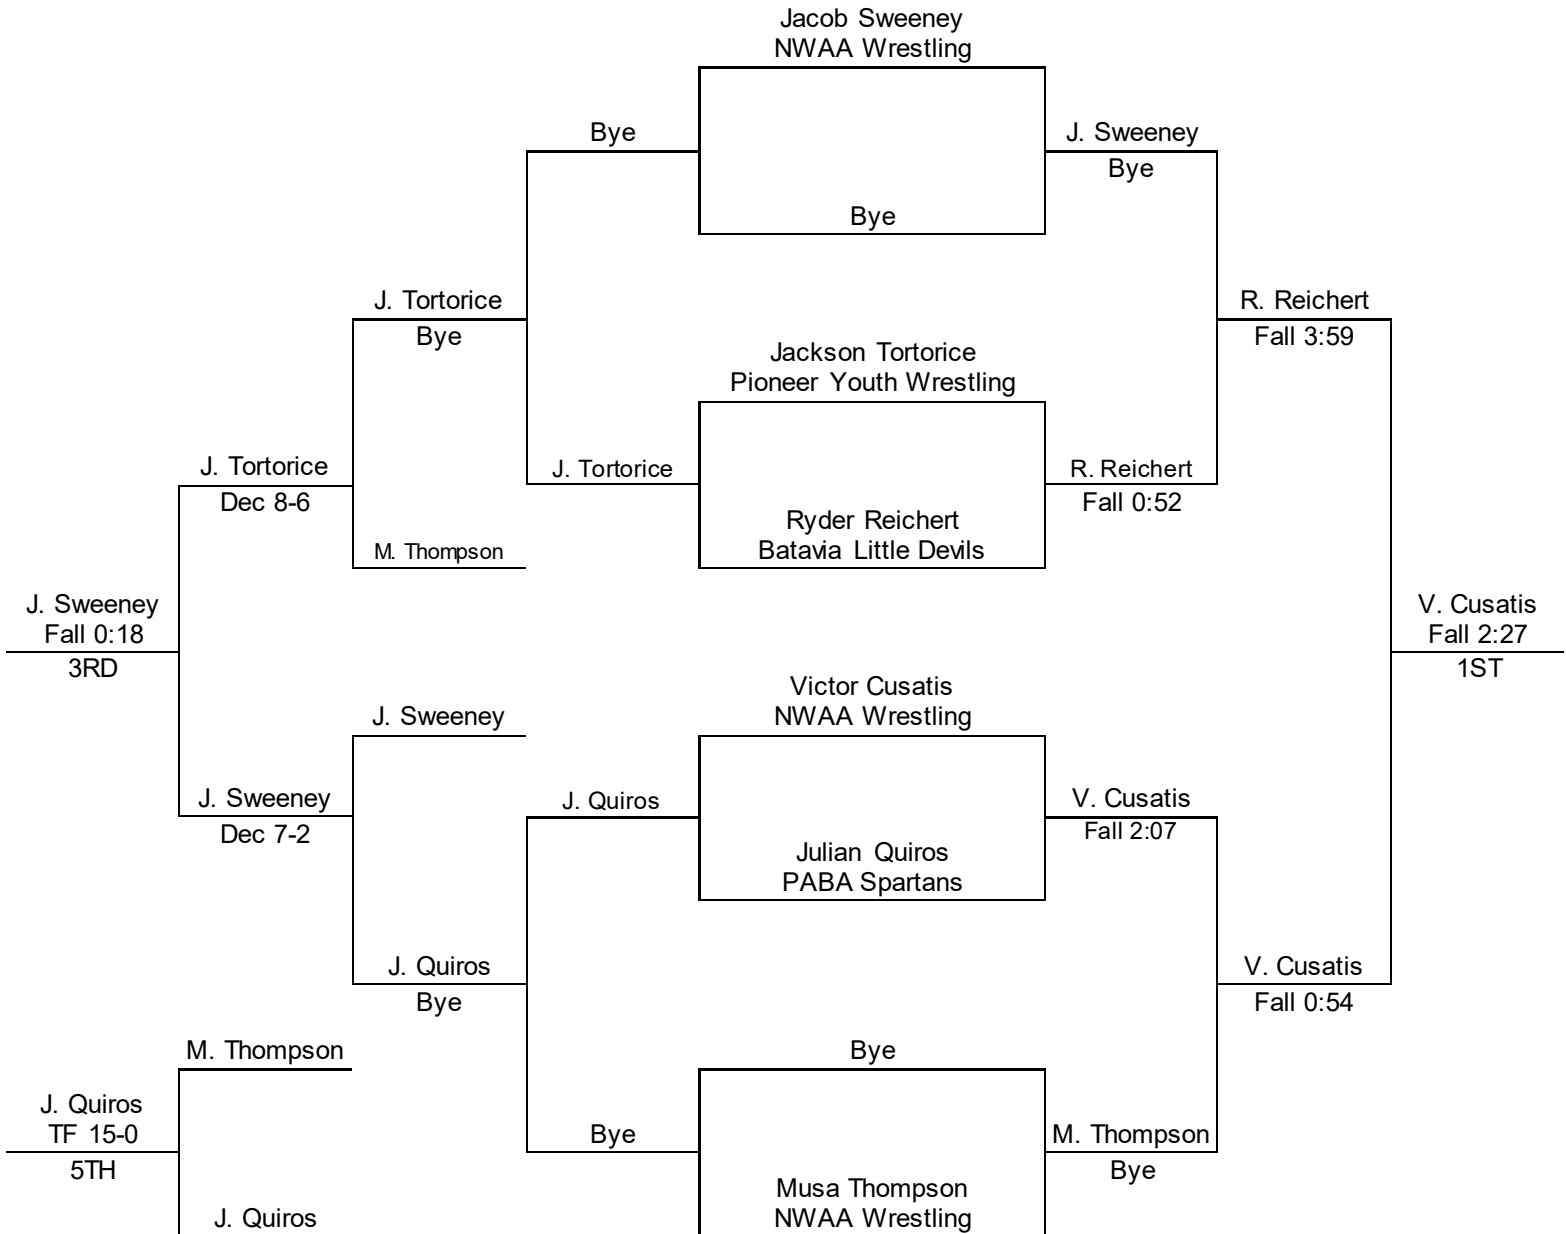 Jacob Sweeney
NWAA Wrestling
Bye
J. Sweeney
Bye
Bye
J. Tortorice
Bye
R. Reichert
Fall 3:59
Jackson Tortorice
Pioneer Youth Wrestling
J. Tortorice
Dec 8-6
J. Tortorice
R. Reichert
Fall 0:52
Ryder Reichert
Batavia Little Devils
M. Thompson
J. Sweeney
Fall 0:18
3RD
V. Cusatis
Fall 2:27
1ST
Victor Cusatis
NWAA Wrestling
J. Sweeney
J. Sweeney
Dec 7-2
J. Quiros
V. Cusatis
Fall 2:07
Julian Quiros
PABA Spartans
J. Quiros
Bye
V. Cusatis
Fall 0:54
M. Thompson
Bye
J. Quiros
TF 15-0
5TH
Bye
M. Thompson
Bye
Musa Thompson
NWAA Wrestling
J. Quiros